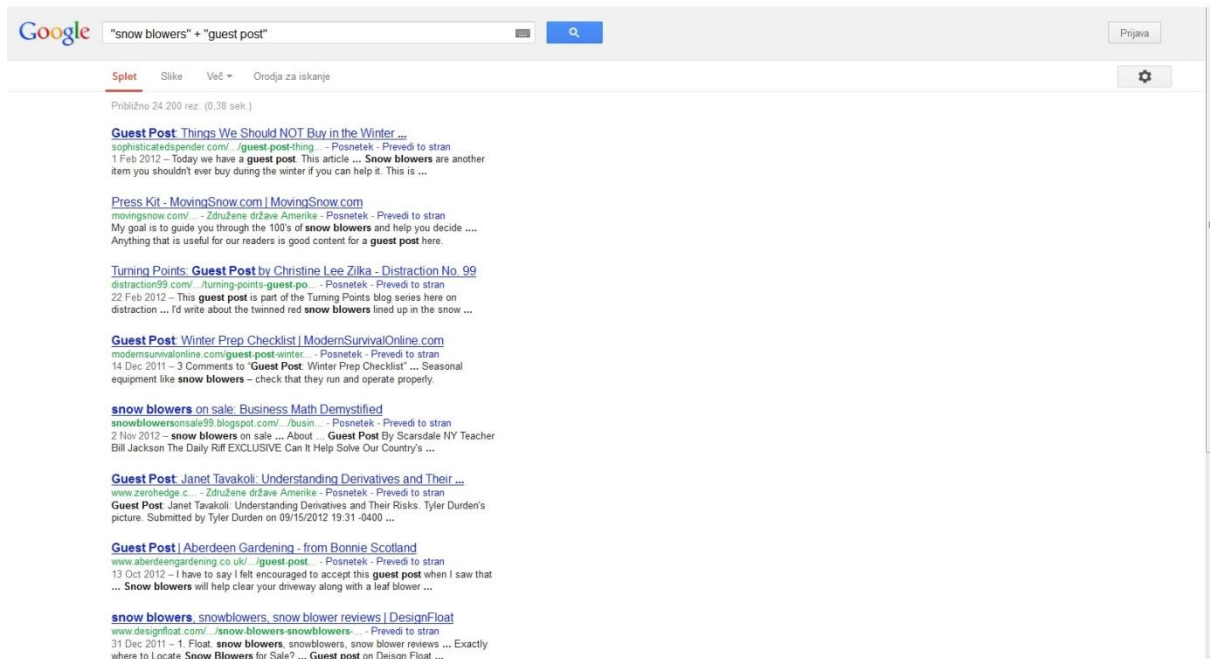 Google "snow blowers" + "guest post" Prijava
Splet Slike Več Orodja za iskanje
Približno 24.200 rez. (0,38 sek.)
Guest Post: Things We Should NOT Buy in the Winter ...
sophisticatedspender.com/.../guest-post-thing... - Posnetek - Prevedi to stran
1 Feb 2012 – Today we have a guest post. This article ... Snow blowers are another
item you shouldn't ever buy during the winter if you can help it. This is ...
Press Kit - MovingSnow.com | MovingSnow.com
movingsnow.com/... - Združene države Amerike - Posnetek - Prevedi to stran
My goal is to guide you through the 100's of snow blowers and help you decide ....
Anything that is useful for our readers is good content for a guest post here.
Turning Points: Guest Post by Christine Lee Zilka - Distraction No. 99
distraction99.com/.../turning-points-guest-po... - Posnetek - Prevedi to stran
22 Feb 2012 – This guest post is part of the Turning Points blog series here on
distraction ... I'd write about the twinned red snow blowers lined up in the snow ...
Guest Post: Winter Prep Checklist | ModernSurvivalOnline.com
modernsurvivalonline.com/guest-post-winter... - Posnetek - Prevedi to stran
14 Dec 2011 – 3 Comments to "Guest Post: Winter Prep Checklist" ... Seasonal
equipment like snow blowers – check that they run and operate properly.
snow blowers on sale: Business Math Demystified
snowblowersonsale99.blogspot.com/.../busin... - Posnetek - Prevedi to stran
2 Nov 2012 – snow blowers on sale ... About ... Guest Post By Scarsdale NY Teacher
Bill Jackson The Daily Riff EXCLUSIVE Can It Help Solve Our Country's ...
Guest Post: Janet Tavakoli: Understanding Derivatives and Their ...
www.zerohedge.c... - Združene države Amerike - Posnetek - Prevedi to stran
Guest Post: Janet Tavakoli: Understanding Derivatives and Their Risks. Tyler Durden's
picture. Submitted by Tyler Durden on 09/15/2012 19:31 -0400 ...
Guest Post | Aberdeen Gardening - from Bonnie Scotland
www.aberdeengardening.co.uk/.../guest-post... - Posnetek - Prevedi to stran
13 Oct 2012 – I have to say I felt encouraged to accept this guest post when I saw that
... Snow blowers will help clear your driveway along with a leaf blower ...
snow blowers, snowblowers, snow blower reviews | DesignFloat
www.designfloat.com/.../snow-blowers-snowblowers-... - Prevedi to stran
31 Dec 2011 – 1. Float. snow blowers, snowblowers, snow blower reviews ... Exactly
where to Locate Snow Blowers for Sale? ... Guest post on Deisgn Float ...